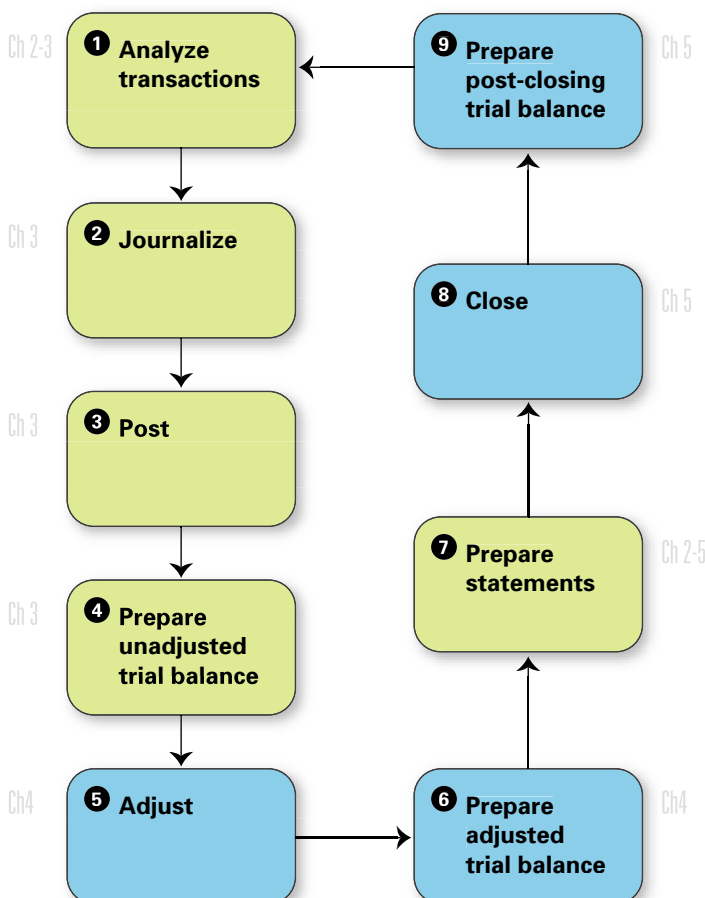 Ch 2-3
1 Analyze
transactions
Ch 3
2 Journalize
Ch 3
3 Post
Ch 3
4 Prepare
unadjusted
trial balance
Ch4
5 Adjust
6 Prepare
adjusted
trial balance
Ch4
7 Prepare
statements
Ch 2-5
8 Close
Ch 5
9 Prepare
post-closing
trial balance
Ch 5